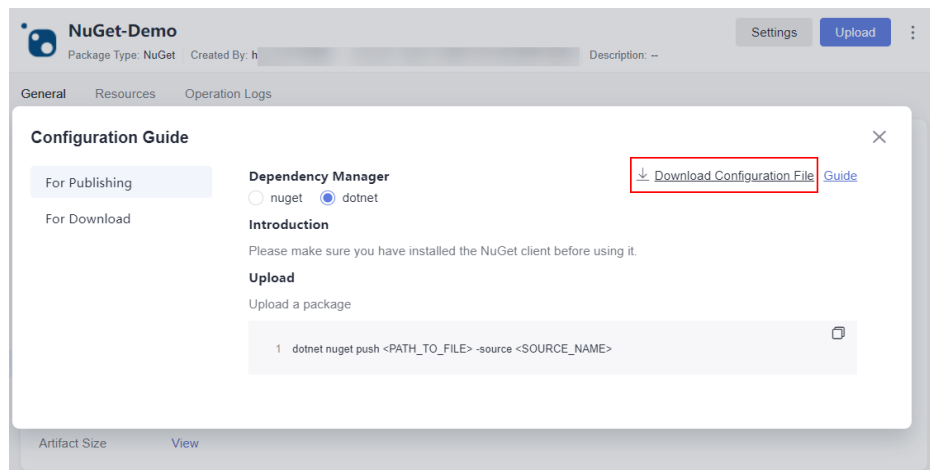 NuGet-Demo
Settings
Upload
Package Type: NuGet Created By: h
Description: --
General Resources Operation Logs
Configuration Guide
For Publishing
For Download
Dependency Manager
Download Configuration File Guide
nuget dotnet
Introduction
Please make sure you have installed the NuGet client before using it.
Upload
Upload a package
1 dotnet nuget push <PATH_TO_FILE> -source <SOURCE_NAME>
Artifact Size View